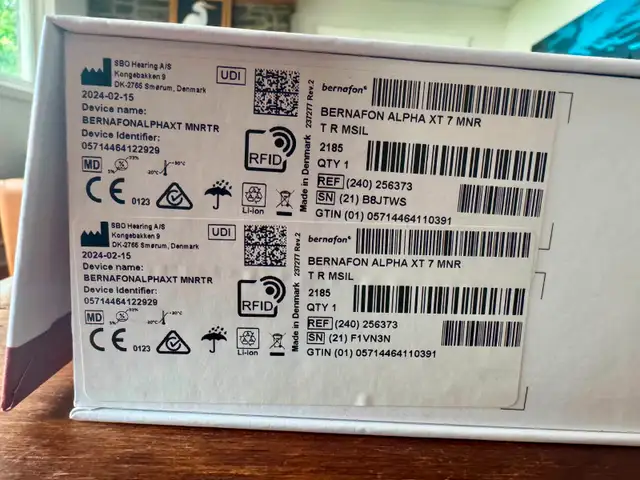 SBO Hearing A/S
Kongebakken 9
DK-2765 Smørum, Denmark
UDI
2024-02-15
Device name:
BERNAFONALPHAXT MNRTR
Device Identifier:
05714464122929
MD
RFID
CE 0123
Li-ion
Made in Denmark
237277 Rev.2
bernafon®
BERNAFON ALPHA XT 7 MNR
T R MSIL
2185
QTY 1
REF (240) 256373
SN (21) B8JTWS
GTIN (01) 05714464110391
SBO Hearing A/S
Kongebakken 9
DK-2765 Smørum, Denmark
UDI
2024-02-15
Device name:
BERNAFONALPHAXT MNRTR
Device Identifier:
05714464122929
MD
RFID
CE 0123
Li-ion
Made in Denmark
237277 Rev.2
bernafon®
BERNAFON ALPHA XT 7 MNR
T R MSIL
2185
QTY 1
REF (240) 256373
SN (21) F1VN3N
GTIN (01) 05714464110391